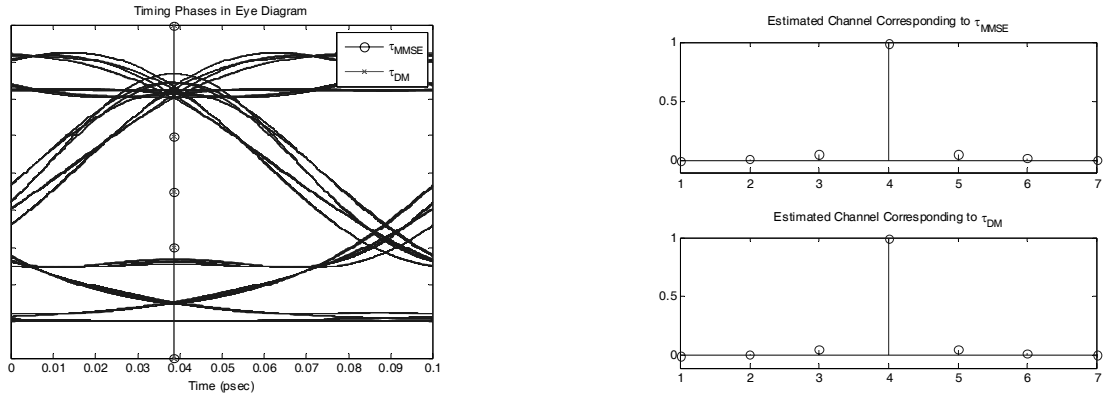 Timing Phases in Eye Diagram
τMMSE
τDM
0 0.01 0.02 0.03 0.04 0.05 0.06 0.07 0.08 0.09 0.1
Time (psec)
Estimated Channel Corresponding to τMMSE
1
0.5
0
1 2 3 4 5 6 7
Estimated Channel Corresponding to τDM
1
0.5
0
1 2 3 4 5 6 7